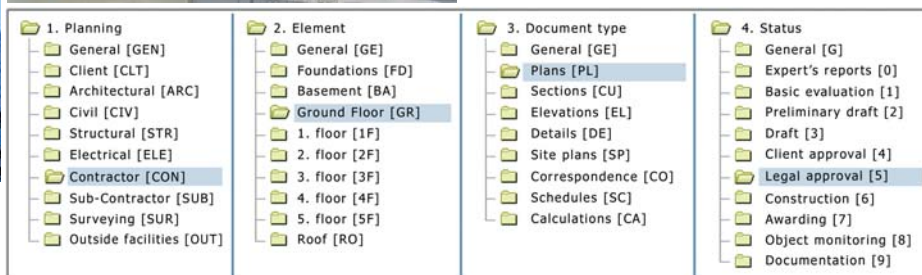 1. Planning
General [GEN]
Client [CLT]
Architectural [ARC]
Civil [CIV]
Structural [STR]
Electrical [ELE]
Contractor [CON]
Sub-Contractor [SUB]
Surveying [SUR]
Outside facilities [OUT]
2. Element
General [GE]
Foundations [FD]
Basement [BA]
Ground Floor [GR]
1. floor [1F]
2. floor [2F]
3. floor [3F]
4. floor [4F]
5. floor [5F]
Roof [RO]
3. Document type
General [GE]
Plans [PL]
Sections [CU]
Elevations [EL]
Details [DE]
Site plans [SP]
Correspondence [CO]
Schedules [SC]
Calculations [CA]
4. Status
General [G]
Expert's reports [0]
Basic evaluation [1]
Preliminary draft [2]
Draft [3]
Client approval [4]
Legal approval [5]
Construction [6]
Awarding [7]
Object monitoring [8]
Documentation [9]